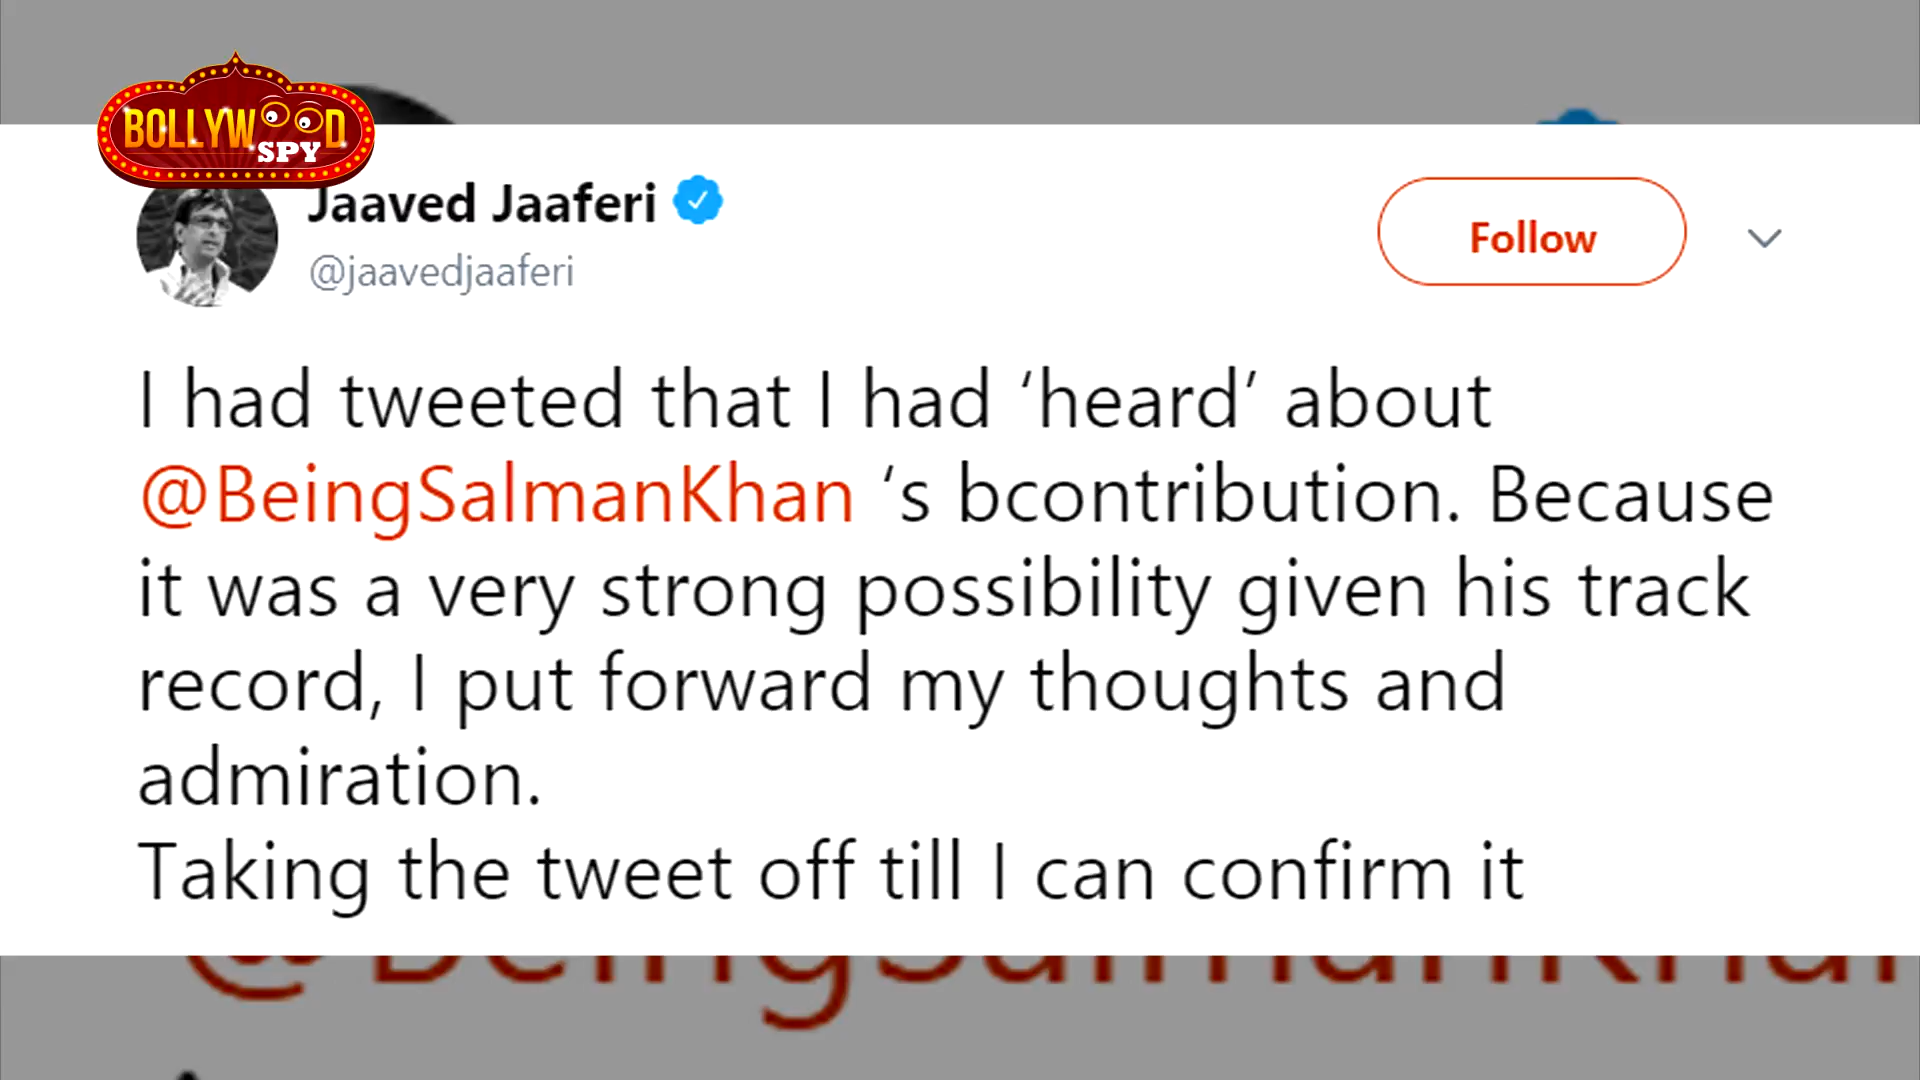 BOLLYWOOD
SPY
Jaaved Jaaferi
@jaavedjaaferi
Follow
I had tweeted that I had ‘heard’ about
@BeingSalmanKhan ‘s bcontribution. Because
it was a very strong possibility given his track
record, I put forward my thoughts and
admiration.
Taking the tweet off till I can confirm it
@BeingSalmanKhan